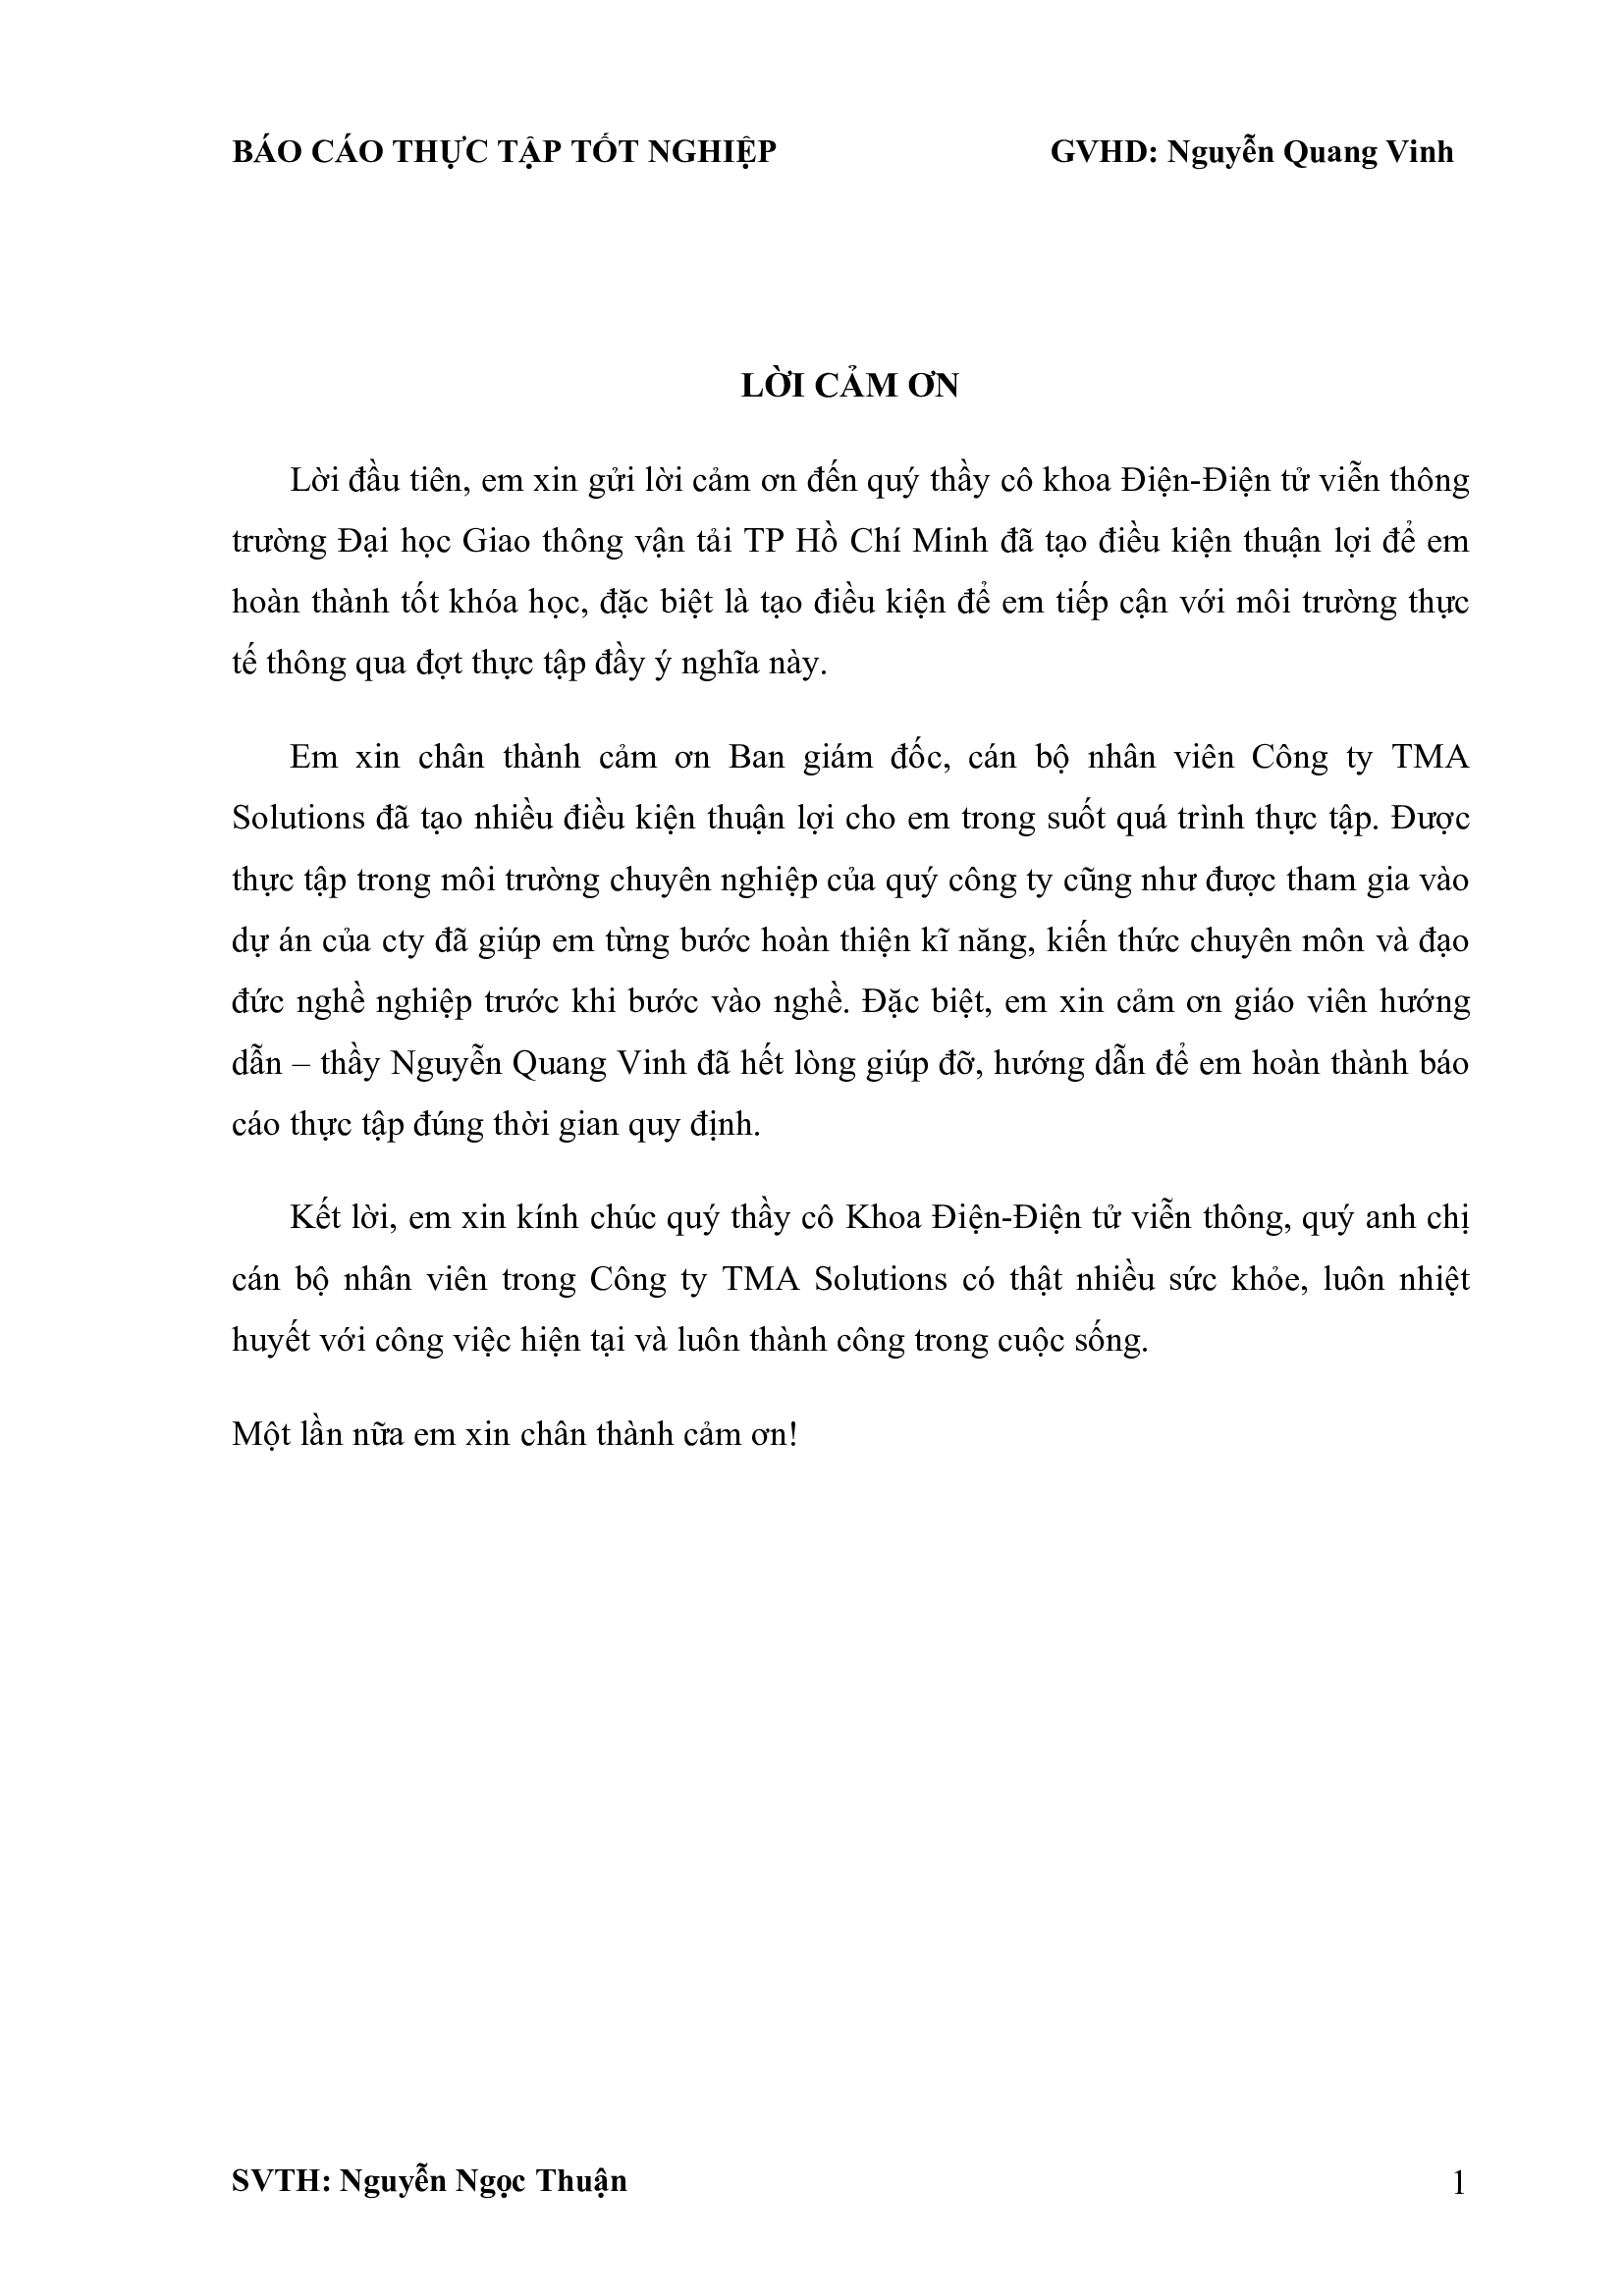 BÁO CÁO THỰC TẬP TỐT NGHIỆP GVHD: Nguyễn Quang Vinh
LỜI CẢM ƠN
Lời đầu tiên, em xin gửi lời cảm ơn đến quý thầy cô khoa Điện-Điện tử viễn thông
trường Đại học Giao thông vận tải TP Hồ Chí Minh đã tạo điều kiện thuận lợi để em
hoàn thành tốt khóa học, đặc biệt là tạo điều kiện để em tiếp cận với môi trường thực
tế thông qua đợt thực tập đầy ý nghĩa này.
Em xin chân thành cảm ơn Ban giám đốc, cán bộ nhân viên Công ty TMA
Solutions đã tạo nhiều điều kiện thuận lợi cho em trong suốt quá trình thực tập. Được
thực tập trong môi trường chuyên nghiệp của quý công ty cũng như được tham gia vào
dự án của cty đã giúp em từng bước hoàn thiện kĩ năng, kiến thức chuyên môn và đạo
đức nghề nghiệp trước khi bước vào nghề. Đặc biệt, em xin cảm ơn giáo viên hướng
dẫn – thầy Nguyễn Quang Vinh đã hết lòng giúp đỡ, hướng dẫn để em hoàn thành báo
cáo thực tập đúng thời gian quy định.
Kết lời, em xin kính chúc quý thầy cô Khoa Điện-Điện tử viễn thông, quý anh chị
cán bộ nhân viên trong Công ty TMA Solutions có thật nhiều sức khỏe, luôn nhiệt
huyết với công việc hiện tại và luôn thành công trong cuộc sống.
Một lần nữa em xin chân thành cảm ơn!
SVTH: Nguyễn Ngọc Thuận 1